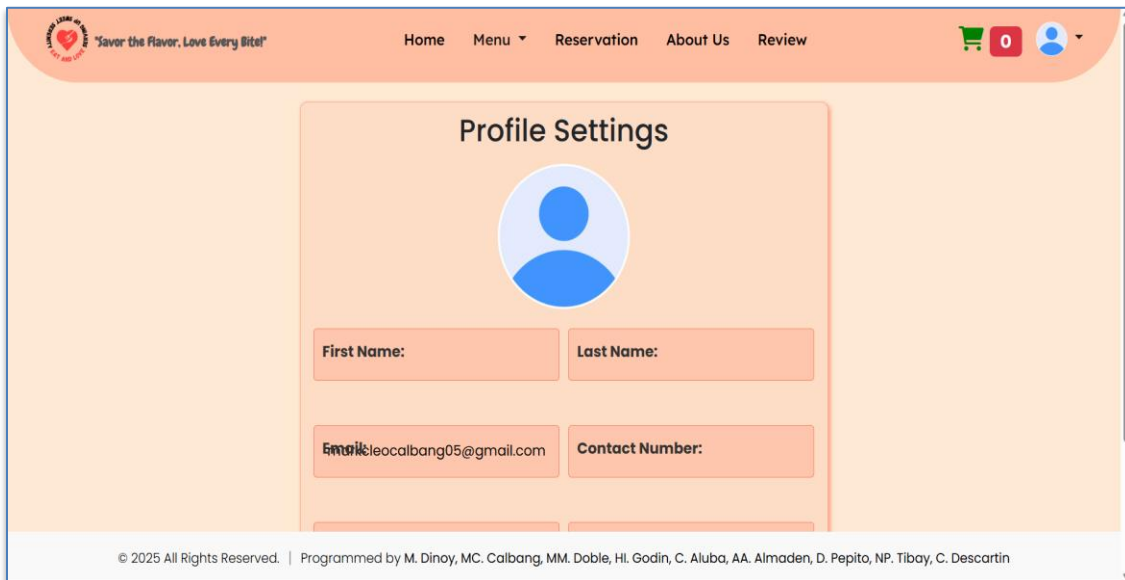 "Savor the Flavor, Love Every Bite!"
Home Menu Reservation About Us Review
0
Profile Settings
First Name: Last Name:
Email: Contact Number:
cleocalbang05@gmail.com
© 2025 All Rights Reserved. | Programmed by M. Dinoy, MC. Calbang, MM. Doble, HI. Godin, C. Aluba, AA. Almaden, D. Pepito, NP. Tibay, C. Descartin